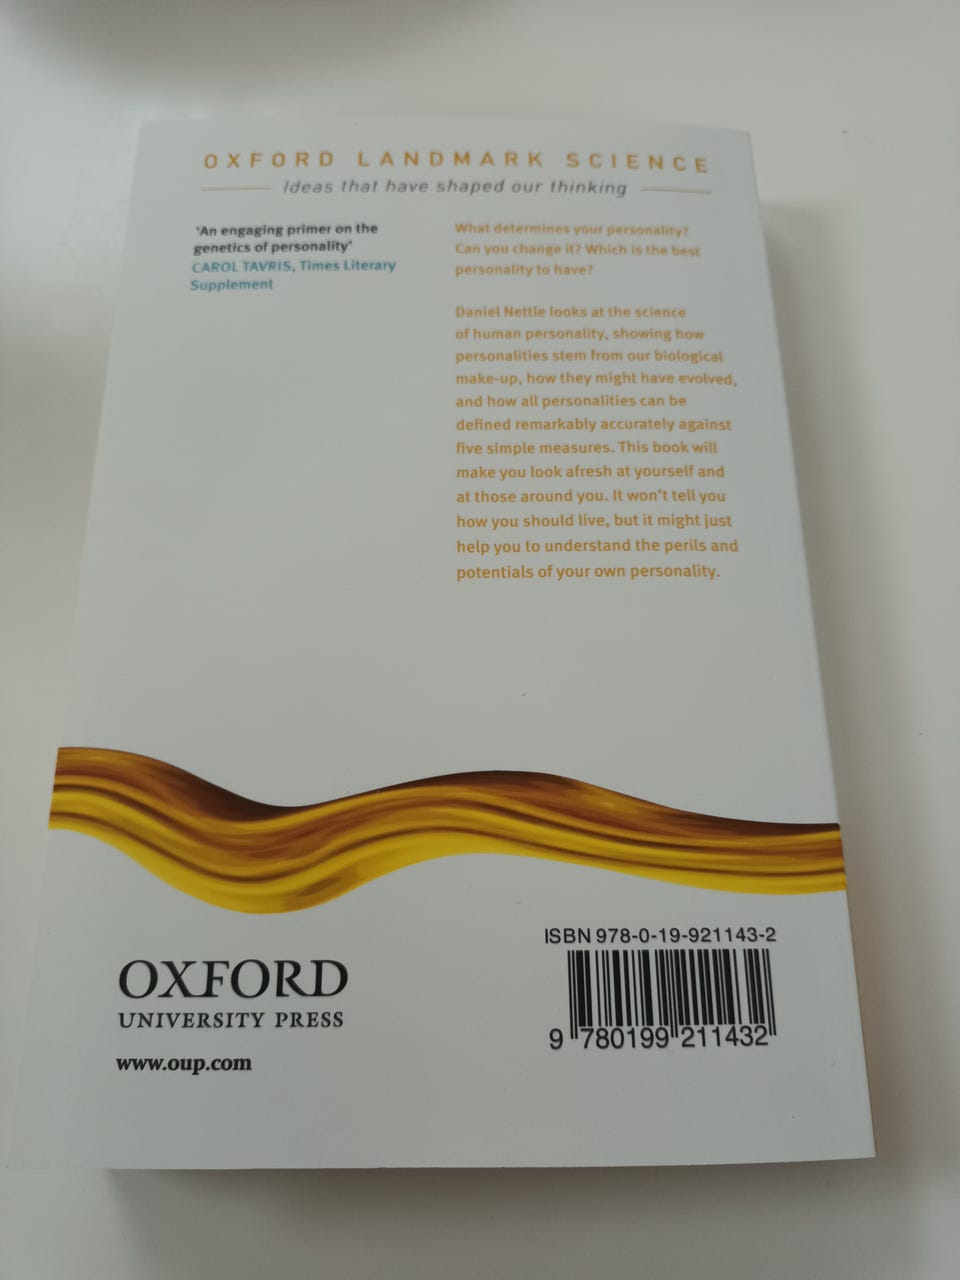 OXFORD LANDMARK SCIENCE
Ideas that have shaped our thinking
'An engaging primer on the
genetics of personality'
CAROL TAVRIS, Times Literary
Supplement
What determines your personality?
Can you change it? Which is the best
personality to have?
Daniel Nettle looks at the science
of human personality, showing how
personalities stem from our biological
make-up, how they might have evolved,
and how all personalities can be
defined remarkably accurately against
five simple measures. This book will
make you look afresh at yourself and
at those around you. It won't tell you
how you should live, but it might just
help you to understand the perils and
potentials of your own personality.
OXFORD
UNIVERSITY PRESS
www.oup.com
ISBN 978-0-19-921143-2
9 780199 211432